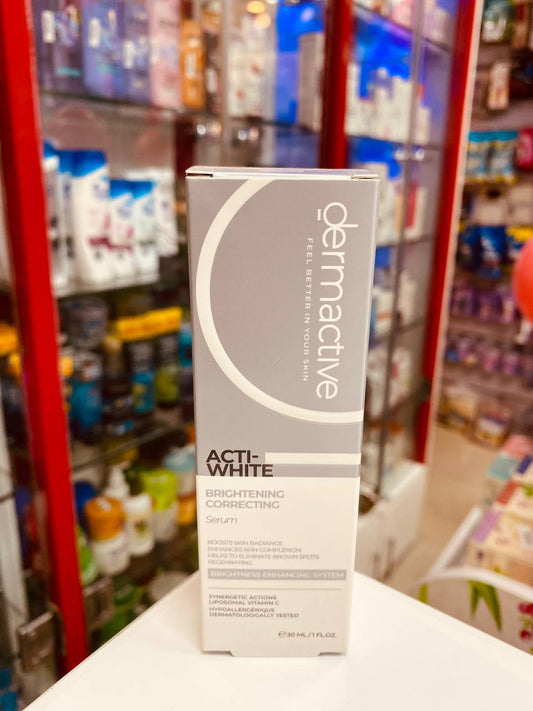 dermactive
FEEL BETTER IN YOUR SKIN
ACTI-
WHITE
BRIGHTENING
CORRECTING
Serum
BOOSTS SKIN RADIANCE
ENHANCES SKIN COMPLEXION
HELPS TO ELIMINATE BROWN SPOTS
REGENERATING
BRIGHTNESS ENHANCING SYSTEM
SYNERGETIC ACTIONS
LIPOSOMAL VITAMIN C
HYPOALLERGÉNIQUE
DERMATOLOGICALLY TESTED
℮30 ML / 1 FL.OZ.